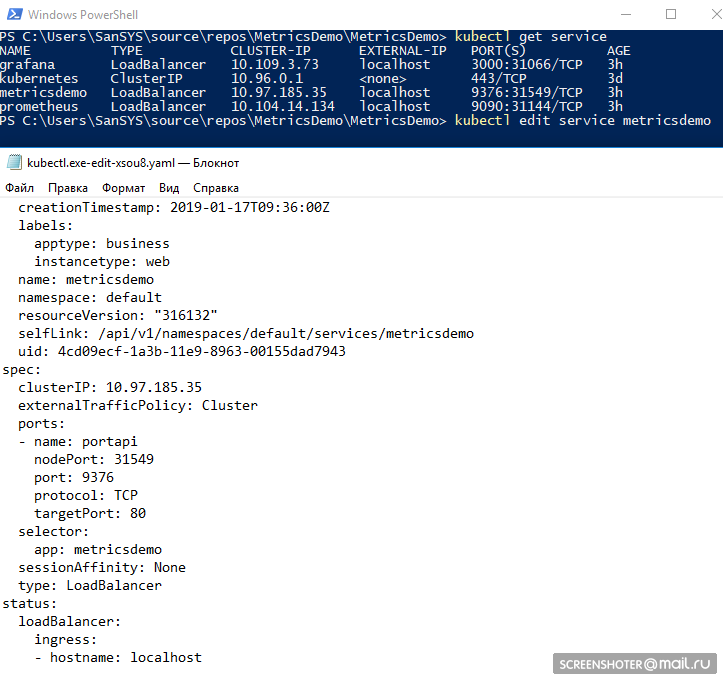 Windows PowerShell
PS C:\Users\SanSYS\source\repos\MetricsDemo\MetricsDemo> kubectl get service
NAME TYPE CLUSTER-IP EXTERNAL-IP PORT(S) AGE
grafana LoadBalancer 10.109.3.73 localhost 3000:31066/TCP 3h
kubernetes ClusterIP 10.96.0.1 <none> 443/TCP 3d
metricsdemo LoadBalancer 10.97.185.35 localhost 9376:31549/TCP 3h
prometheus LoadBalancer 10.104.14.134 localhost 9090:31144/TCP 3h
PS C:\Users\SanSYS\source\repos\MetricsDemo\MetricsDemo> kubectl edit service metricsdemo
kubectl.exe-edit-xsou8.yaml — Блокнот
Файл Правка Формат Вид Справка
creationTimestamp: 2019-01-17T09:36:00Z
labels:
apptype: business
instancetype: web
name: metricsdemo
namespace: default
resourceVersion: "316132"
selfLink: /api/v1/namespaces/default/services/metricsdemo
uid: 4cd09ecf-1a3b-11e9-8963-00155dad7943
spec:
clusterIP: 10.97.185.35
externalTrafficPolicy: Cluster
ports:
- name: portapi
nodePort: 31549
port: 9376
protocol: TCP
targetPort: 80
selector:
app: metricsdemo
sessionAffinity: None
type: LoadBalancer
status:
loadBalancer:
ingress:
- hostname: localhost
SCREENSHOTER@mail.ru